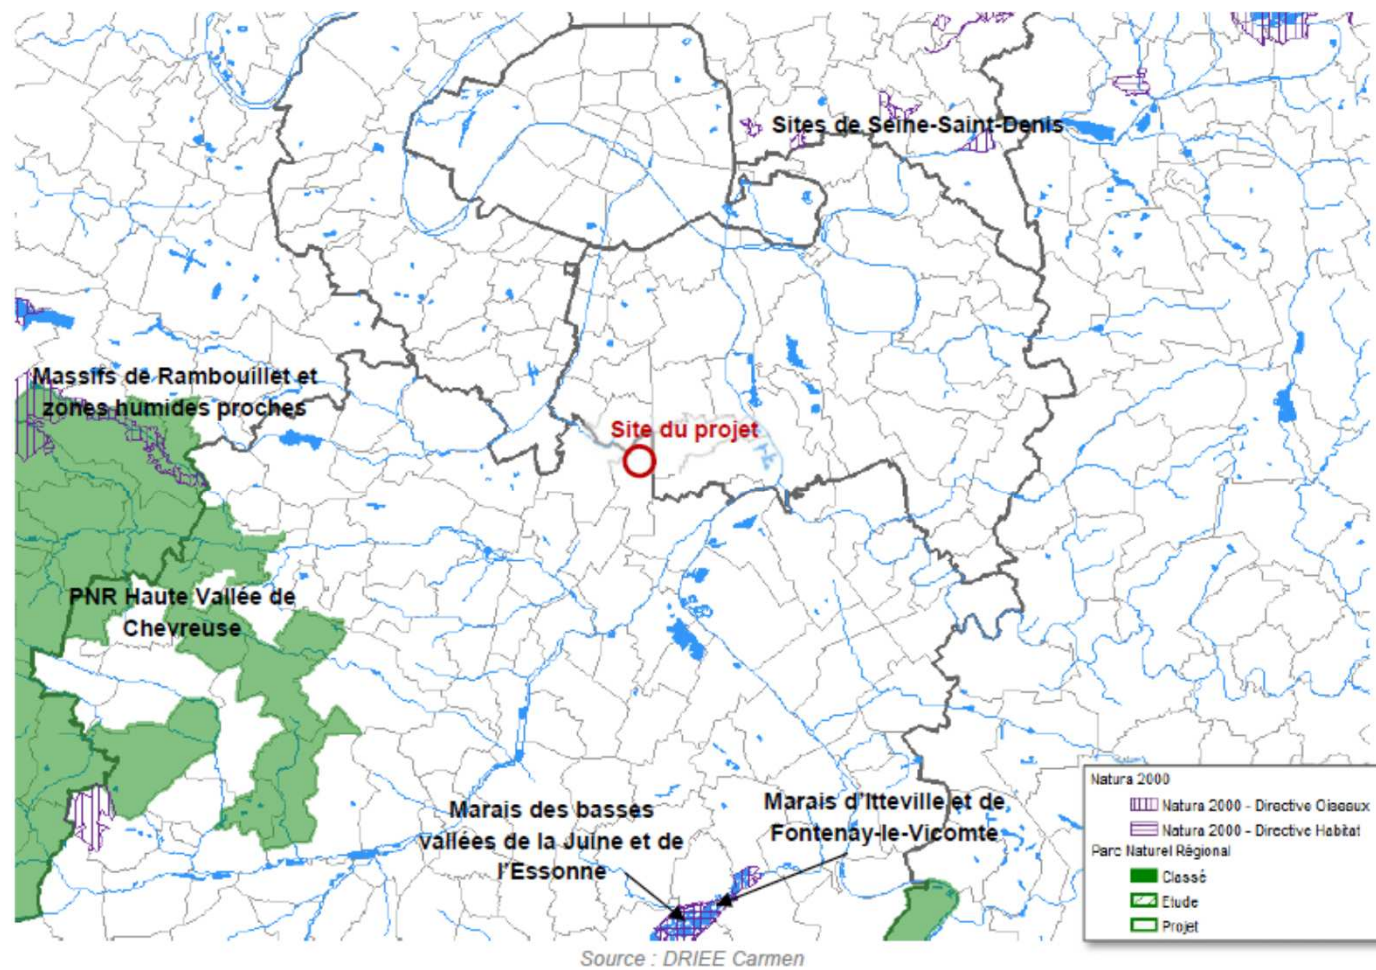 Sites de Seine-Saint-Denis
Massifs de Rambouillet et
zones humides proches
Site du projet
PNR Haute Vallée de
Chevreuse
Marais des basses
vallées de la Juine et de
l'Essonne
Marais d'Itteville et de
Fontenay-le-Vicomte
Natura 2000
Natura 2000 - Directive Oiseaux
Natura 2000 - Directive Habitat
Parc Naturel Régional
Classé
Etude
Projet
Source : DRIEE Carmen